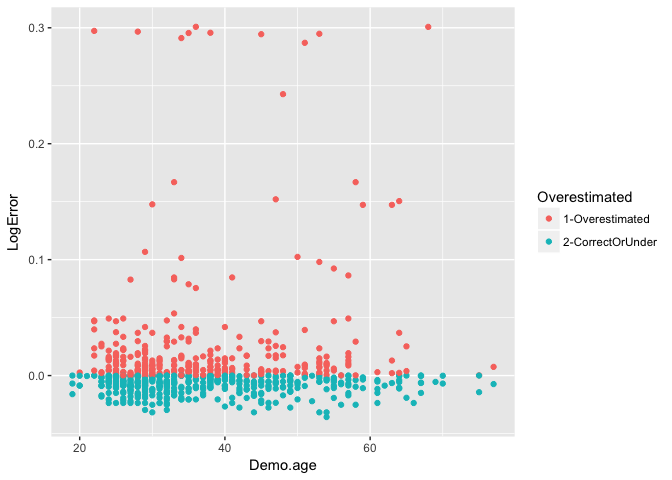 0.3
0.2
LogError
0.1
0.0
20
40
60
Demo.age
Overestimated
1-Overestimated
2-CorrectOrUnder